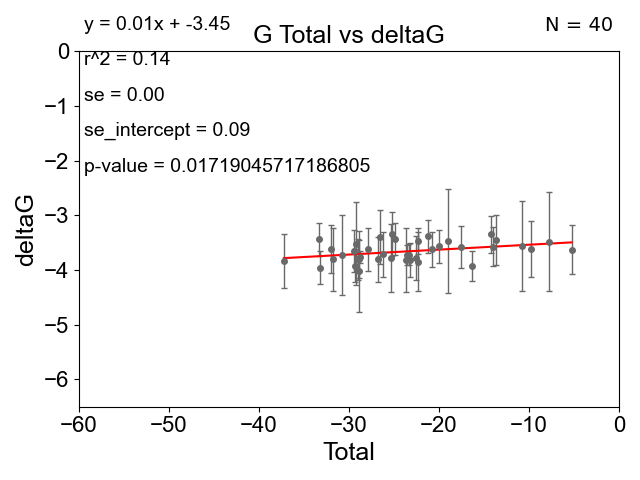 y = 0.01x + -3.45
N = 40
G Total vs deltaG
r^2 = 0.14
se = 0.00
se_intercept = 0.09
p-value = 0.01719045717186805
0
−1
−2
−3
−4
−5
−6
deltaG
−60 −50 −40 −30 −20 −10 0
Total